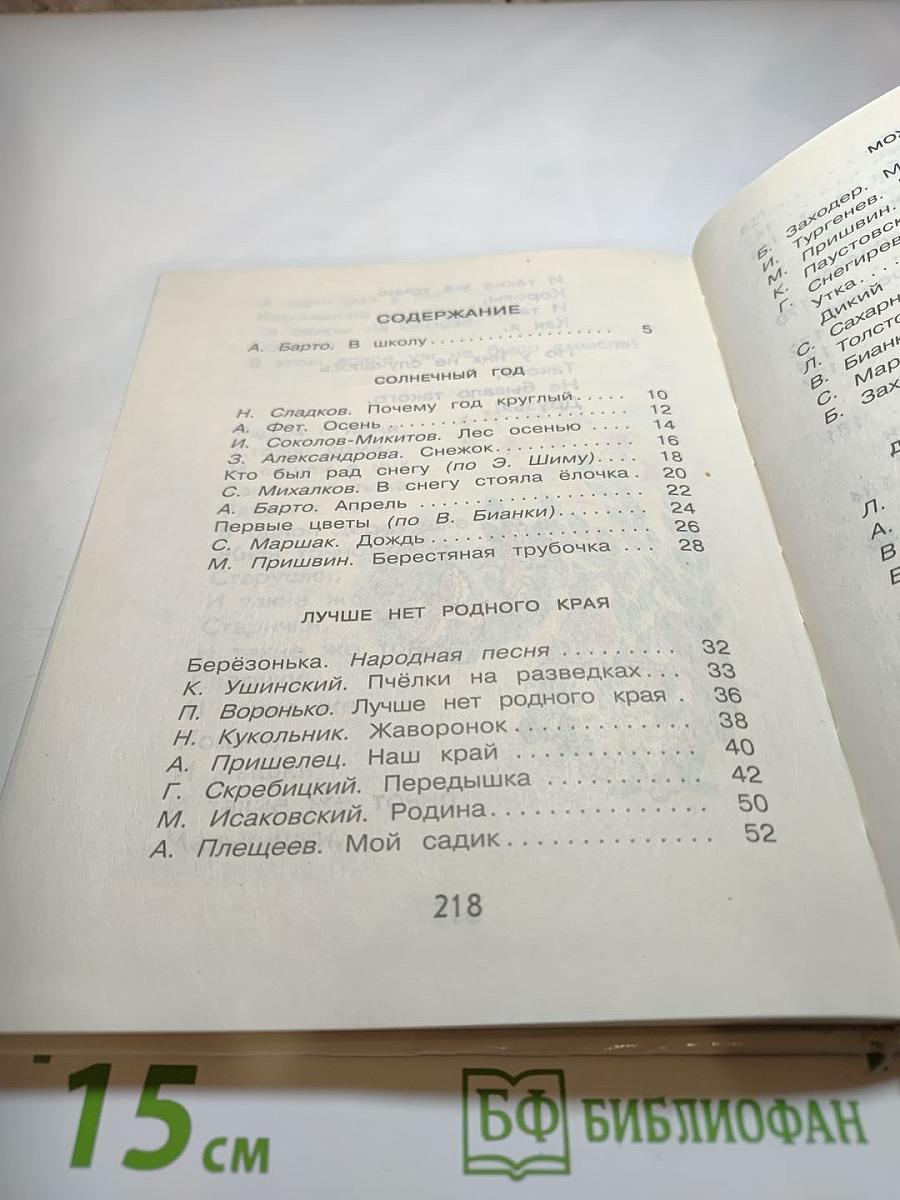 СОДЕРЖАНИЕ
А. Барто. В школу................... 5
СОЛНЕЧНЫЙ ГОД
Н. Сладков. Почему год круглый..... 10
А. Фет. Осень...................... 12
И. Соколов-Микитов. Лес осенью .... 14
З. Александрова. Снежок............. 16
Кто был рад снегу (по Э. Шиму).... 18
С. Михалков. В снегу стояла ёлочка. 20
А. Барто. Апрель .................. 22
Первые цветы (по В. Бианки)........ 24
С. Маршак. Дождь................... 26
М. Пришвин. Берестяная трубочка ... 28
ЛУЧШЕ НЕТ РОДНОГО КРАЯ
Берёзонька. Народная песня ......... 32
К. Ушинский. Пчёлки на разведках... 33
П. Воронько. Лучше нет родного края . 36
Н. Кукольник. Жаворонок............. 38
А. Пришелец. Наш край ............. 40
Г. Скребицкий. Передышка .......... 42
М. Исаковский. Родина.............. 50
А. Плещеев. Мой садик.............. 52
218
Б. Заходер.
И. Тургенев.
М. Пришвин.
К.
Г.
Утка...
Дикий
С.
Л.
В.
С.
Б.
Л.
А.
В
15 см
БФ БИБЛИОФАН